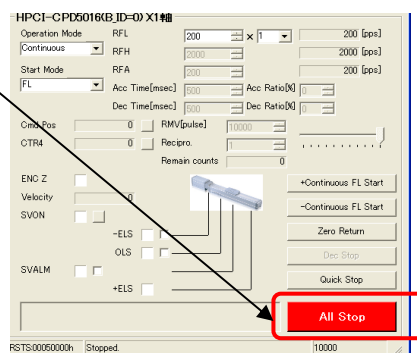 HPCI-CPD5016(B_ID=0) X1軸
Operation Mode RFL 200 × 1 200 [pps]
Continuous RFH 2000 2000 [pps]
Start Mode RFA 200 200 [pps]
FL Acc Time[msec] 500 Acc Ratio[%] 0
Dec Time[msec] 500 Dec Ratio[%] 0
Cmd Pos 0 RMV[pulse] 10000
CTR4 0 Recipro. 1
Remain counts 0
ENC Z +Continuous FL Start
Velocity 0
-Continuous FL Start
SVON
-ELS Zero Return
OLS Dec Stop
SVALM
Quick Stop
+ELS
All Stop
RSTS:00050000h Stopped. 10000